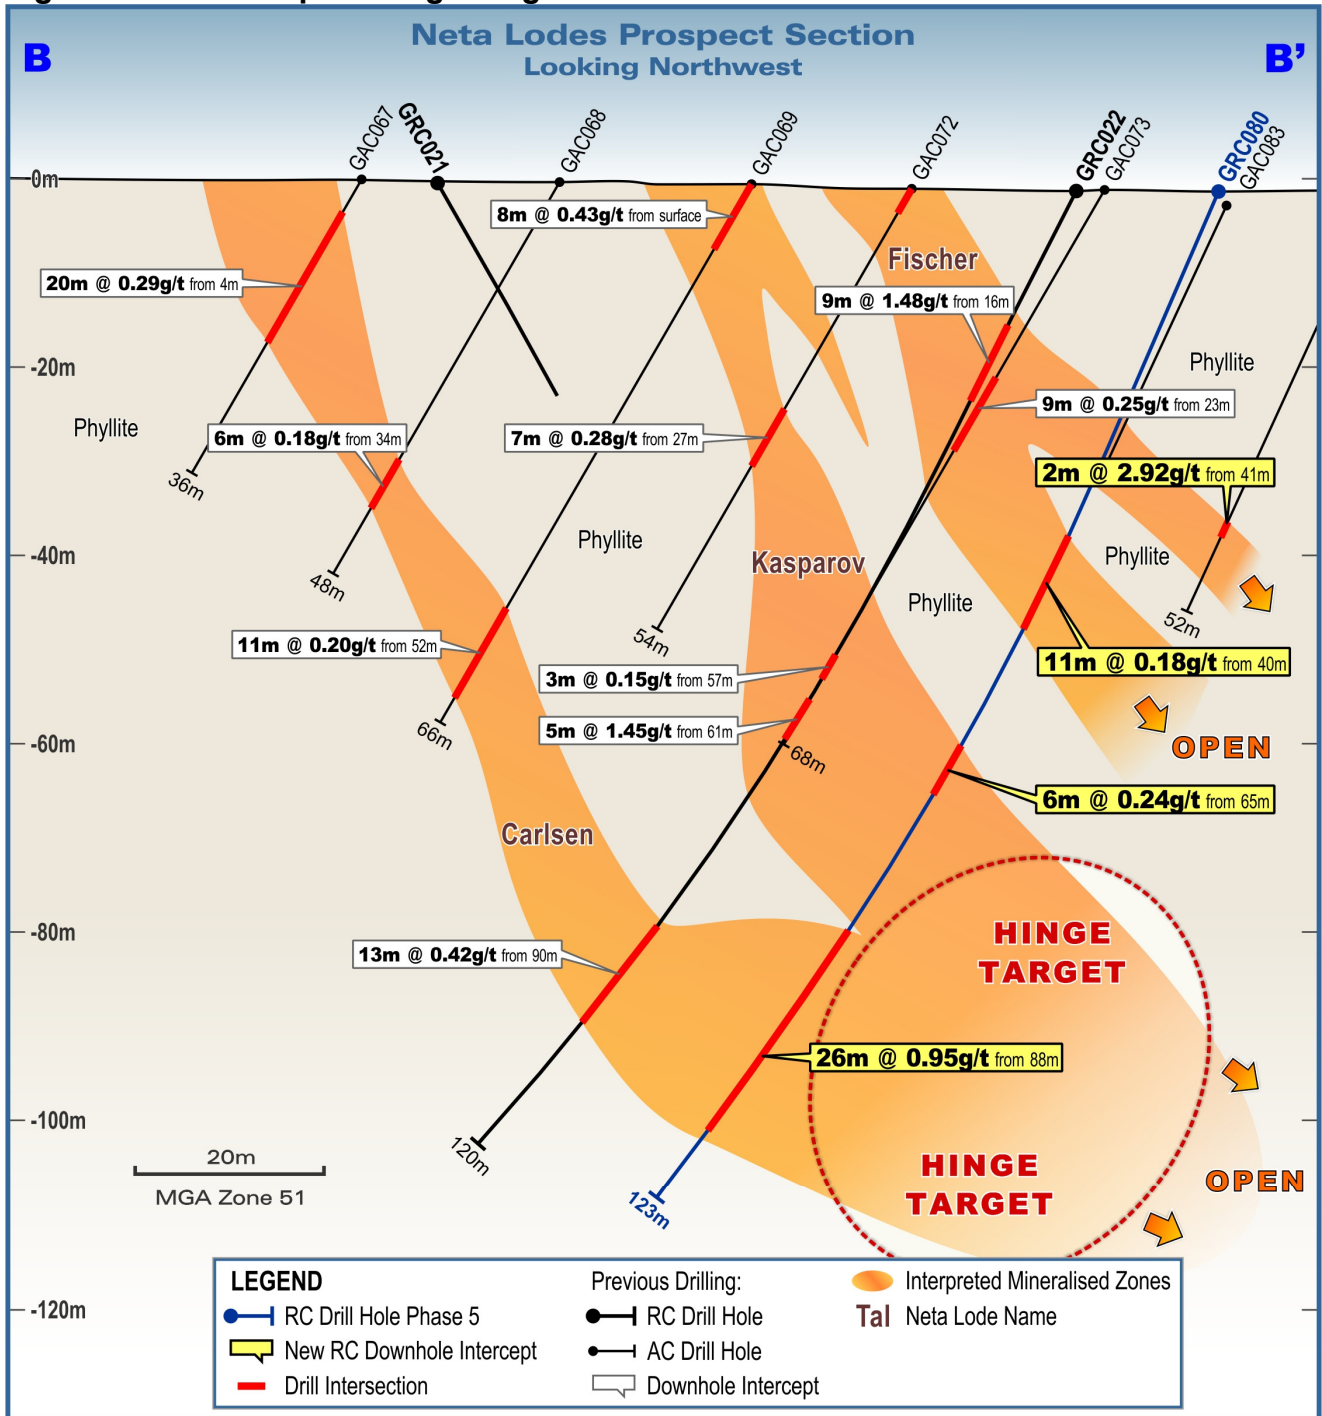 Neta Lodes Prospect Section
Looking Northwest
B
B’
GAC067
GRC021
GAC068
GAC069
GAC072
GRC022
GAC073
GRC080
GAC083
0m
8m @ 0.43g/t from surface
Fischer
20m @ 0.29g/t from 4m
9m @ 1.48g/t from 16m
-20m
Phyllite
9m @ 0.25g/t from 23m
Phyllite
6m @ 0.18g/t from 34m
7m @ 0.28g/t from 27m
2m @ 2.92g/t from 41m
36m
Phyllite
-40m
Phyllite
Kasparov
48m
Phyllite
52m
54m
11m @ 0.20g/t from 52m
11m @ 0.18g/t from 40m
3m @ 0.15g/t from 57m
66m
5m @ 1.45g/t from 61m
-60m
OPEN
68m
6m @ 0.24g/t from 65m
Carlsen
-80m
HINGE
TARGET
13m @ 0.42g/t from 90m
26m @ 0.95g/t from 88m
-100m
120m
20m
MGA Zone 51
123m
HINGE
TARGET
OPEN
-120m
LEGEND
RC Drill Hole Phase 5
New RC Downhole Intercept
Drill Intersection
Previous Drilling:
RC Drill Hole
AC Drill Hole
Downhole Intercept
Interpreted Mineralised Zones
Tal Neta Lode Name